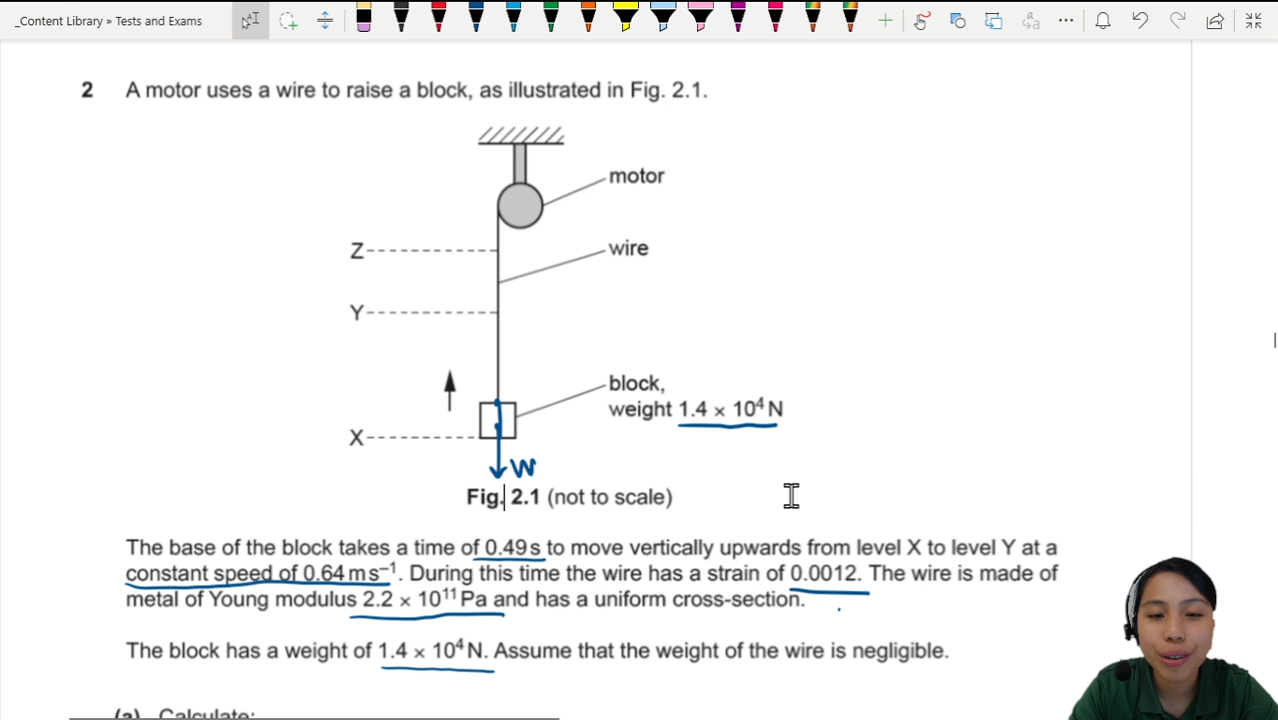 _Content Library » Tests and Exams
2 A motor uses a wire to raise a block, as illustrated in Fig. 2.1.
motor
Z
wire
Y
block,
weight 1.4 × 10⁴ N
X
W
Fig. 2.1 (not to scale)
The base of the block takes a time of 0.49 s to move vertically upwards from level X to level Y at a
constant speed of 0.64 m s⁻¹. During this time the wire has a strain of 0.0012. The wire is made of
metal of Young modulus 2.2 × 10¹¹ Pa and has a uniform cross-section.
The block has a weight of 1.4 × 10⁴ N. Assume that the weight of the wire is negligible.
(a) Calculate: